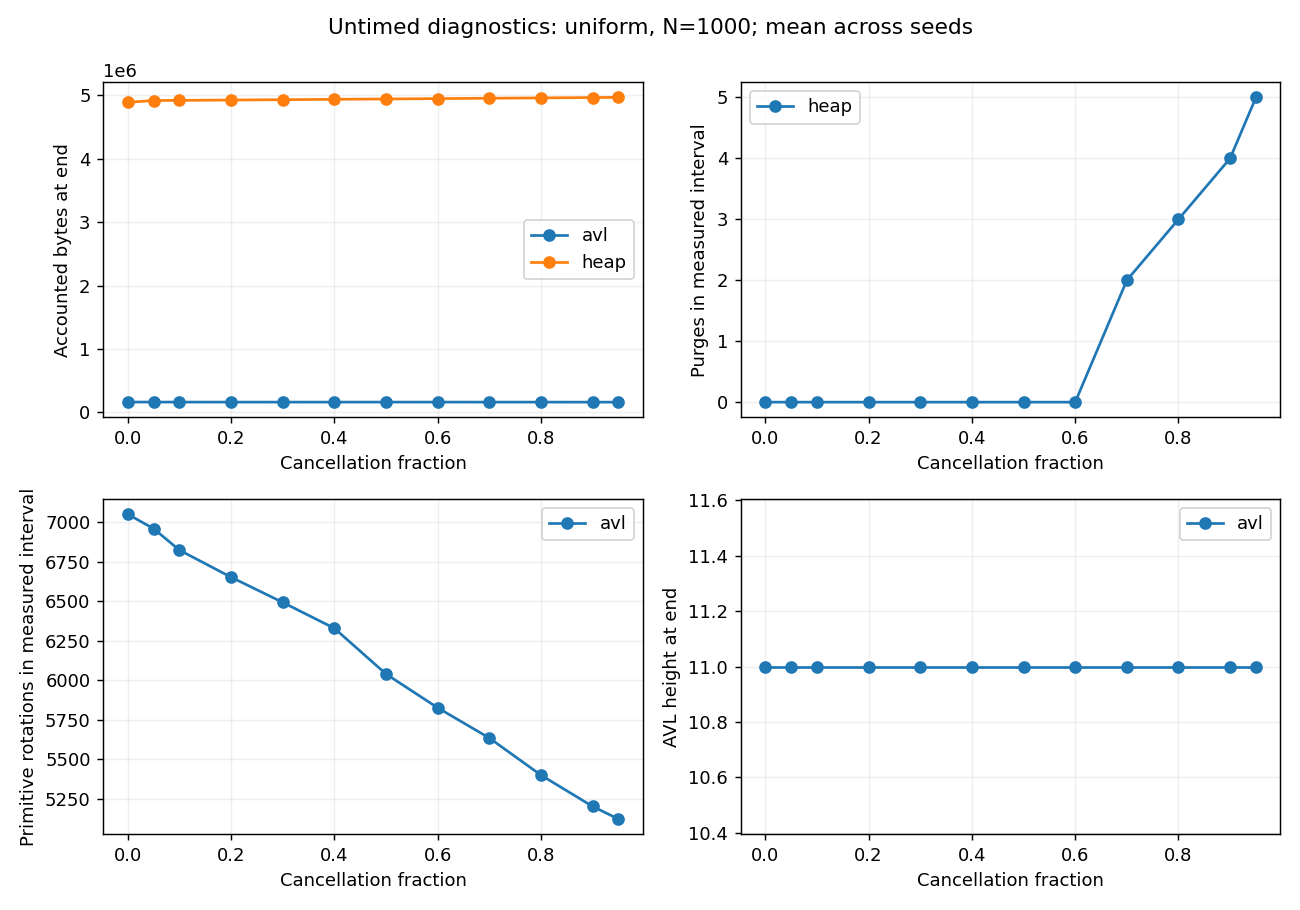 Untimed diagnostics: uniform, N=1000; mean across seeds
1e6
5
4
3
2
1
0
Accounted bytes at end
avl
heap
0.0 0.2 0.4 0.6 0.8
Cancellation fraction
5
4
3
2
1
0
Purges in measured interval
heap
0.0 0.2 0.4 0.6 0.8
Cancellation fraction
7000
6750
6500
6250
6000
5750
5500
5250
Primitive rotations in measured interval
avl
0.0 0.2 0.4 0.6 0.8
Cancellation fraction
11.6
11.4
11.2
11.0
10.8
10.6
10.4
AVL height at end
avl
0.0 0.2 0.4 0.6 0.8
Cancellation fraction